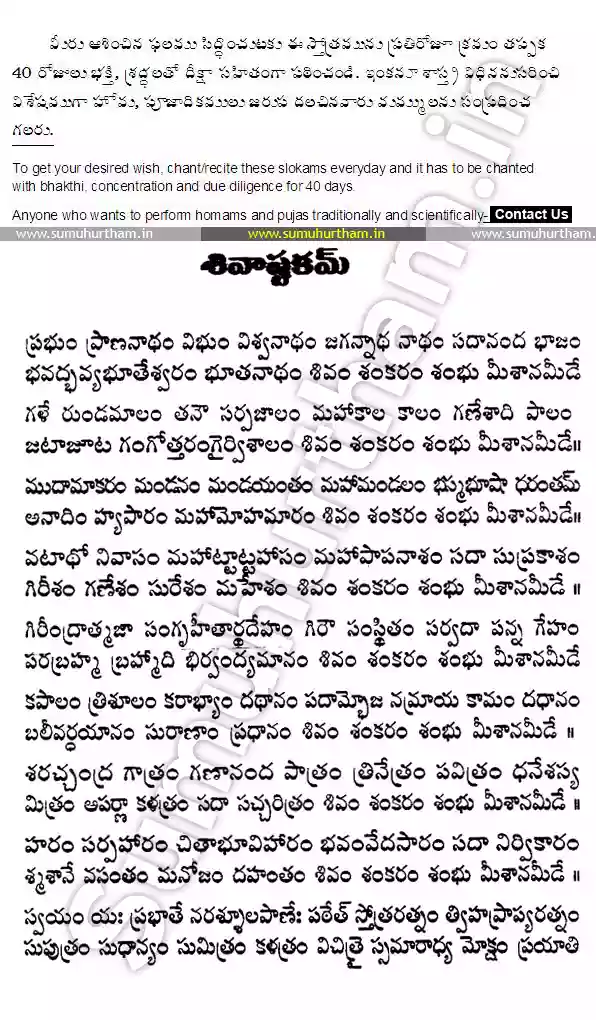 మీరు ఆశించిన ఫలము సిద్ధించుటకు ఈ స్తోత్రమును ప్రతిరోజూ క్రమం తప్పక
40 రోజులు భక్తి, శ్రద్ధలతో దీక్షా సహితంగా పఠించండి. ఇంకనూ శాస్త్ర విధిననుసరించి
విశేషముగా హోమ, పూజాదికములు జరుప దలచినవారు మమ్ములను సంప్రదించ
గలరు.
To get your desired wish, chant/recite these slokams everyday and it has to be chanted
with bhakthi, concentration and due diligence for 40 days.
Anyone who wants to perform homams and pujas traditionally and scientifically- Contact Us
www.sumuhurtham.in www.sumuhurtham.in www.sumuhurtham.in
శివాష్టకమ్
ప్రభుం ప్రాణనాథం విభుం విశ్వనాథం జగన్నాథ నాథం సదానంద భాజం
భవద్భవ్యభూతేశ్వరం భూతనాథం శివం శంకరం శంభు మీశానమీడే
గళే రుండమాలం తనౌ సర్పజాలం మహాకాల కాలం గణేశాది పాలం
జటాజూట గంగోత్తరంగైర్విశాలం శివం శంకరం శంభు మీశానమీడే॥
ముదామాకరం మండనం మండయంతం మహామండలం భస్మభూషా ధరంతమ్
అనాదిం హ్యపారం మహామోహమారం శివం శంకరం శంభు మీశానమీడే॥
వటాథో నివాసం మహాట్టాట్టహాసం మహాపాపనాశం సదా సుప్రకాశం
గిరీశం గణేశం సురేశం మహేశం శివం శంకరం శంభు మీశానమీడే ॥
గిరీంద్రాత్మజా సంగృహీతార్థదేహం గిరౌ సంస్థితం సర్వదా పన్న గేహం
పరబ్రహ్మ బ్రహ్మాది భిర్వంద్యమానం శివం శంకరం శంభు మీశానమీడే
కపాలం త్రిశూలం కరాభ్యాం దథానం పదామ్భోజ నమ్రాయ కామం దధానం
బలీవర్ధయానం సురాణాం ప్రధానం శివం శంకరం శంభు మీశానమీడే ॥
శరచ్చంద్ర గాత్రం గణానంద పాత్రం త్రినేత్రం పవిత్రం ధనేశస్య
మిత్రం అపర్ణా కళత్రం సదా సచ్చరిత్రం శివం శంకరం శంభు మీశానమీడే ॥
హరం సర్పహారం చితాభూవిహారం భవంవేదసారం సదా నిర్వికారం
శ్మశానే వసంతం మనోజం దహంతం శివం శంకరం శంభు మీశానమీడే ॥
స్వయం యః ప్రభాతే నరశ్శూలపాణేః పఠేత్ స్తోత్రరత్నం త్విహప్రాప్యరత్నం
సుపుత్రం సుధాన్యం సుమిత్రం కళత్రం విచిత్రై స్సమారాధ్య మోక్షం ప్రయాతి
Sumuhurtham.in